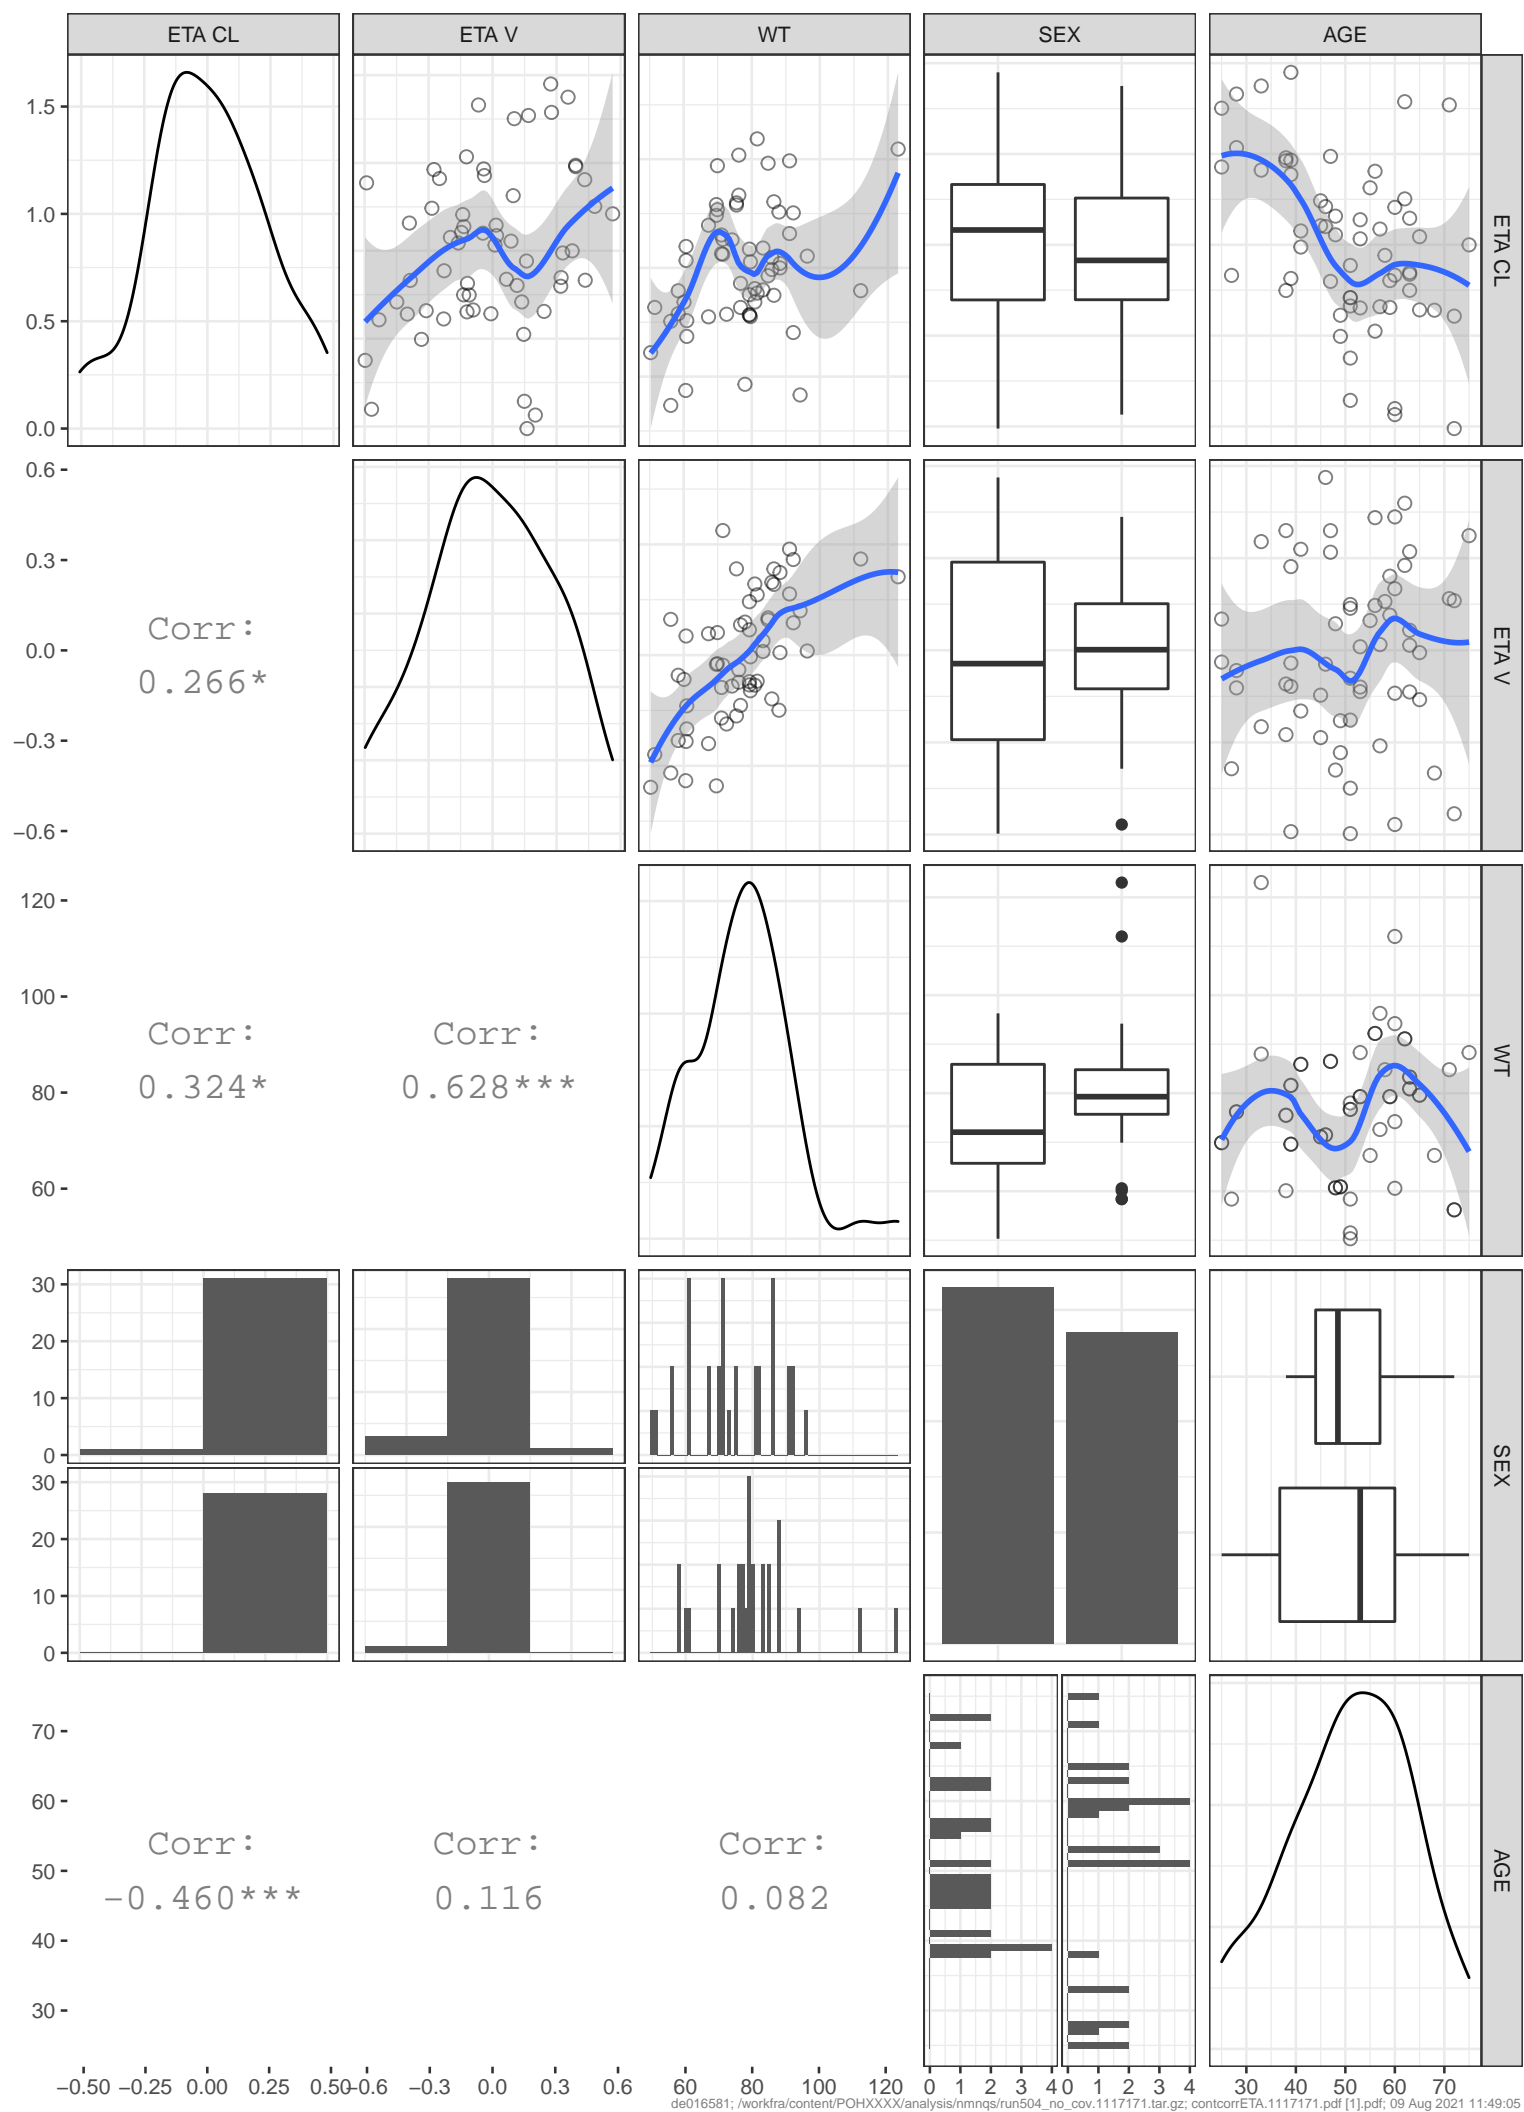 ETA CL ETA V WT SEX AGE
1.5
1.0
0.5
0.0
ETA CL
0.6
0.3
0.0
−0.3
−0.6
Corr:
0.266*
ETA V
120
100
80
60
Corr:
0.324*
Corr:
0.628***
WT
30
20
10
0
30
20
10
0
SEX
70
60
50
40
30
Corr:
−0.460***
Corr:
0.116
Corr:
0.082
AGE
−0.50 −0.25 0.00 0.25 0.50 −0.6 −0.3 0.0 0.3 0.6 60 80 100 120 0 1 2 3 4 0 1 2 3 4 30 40 50 60 70
de016581; /workfra/content/POHXXXX/analysis/nmnqs/run504_no_cov.1117171.tar.gz; contcorrETA.1117171.pdf [1].pdf; 09 Aug 2021 11:49:05